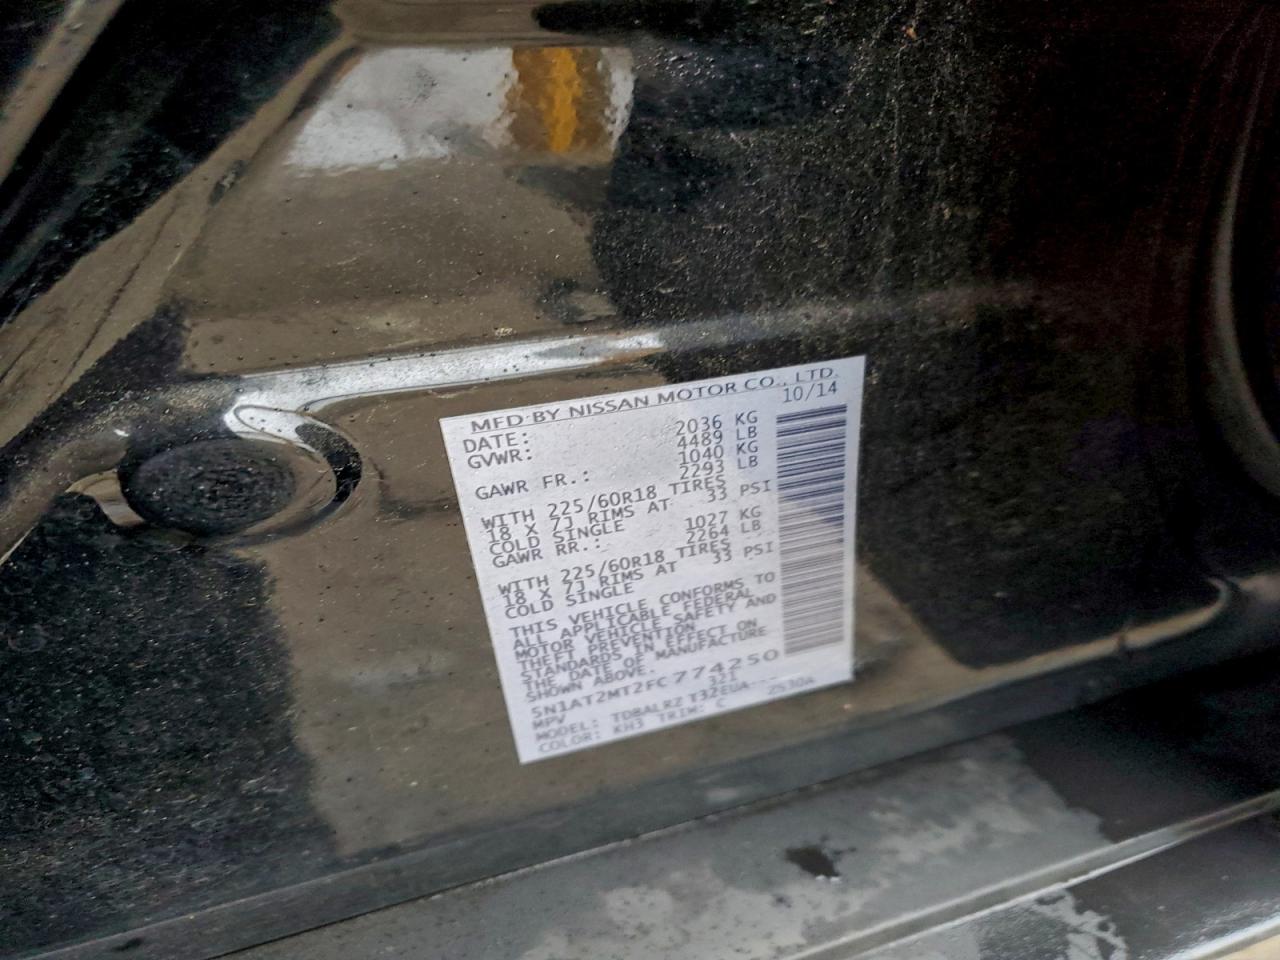 MFD BY NISSAN MOTOR CO., LTD.
DATE: 10/14
GVWR: 2036 KG
4489 LB
GAWR FR.: 1040 KG
2293 LB
WITH 225/60R18 TIRES
18 X 7J RIMS AT 33 PSI
COLD SINGLE
GAWR RR.: 1027 KG
2264 LB
WITH 225/60R18 TIRES
18 X 7J RIMS AT 33 PSI
COLD SINGLE
THIS VEHICLE CONFORMS TO
ALL APPLICABLE FEDERAL
MOTOR VEHICLE SAFETY AND
THEFT PREVENTION
STANDARDS IN EFFECT ON
THE DATE OF MANUFACTURE
SHOWN ABOVE.
5N1AT2MT2FC774250
MPV 321
MODEL: TDBALRZ T32EUA---
COLOR: KH3 TRIM: C 2530A